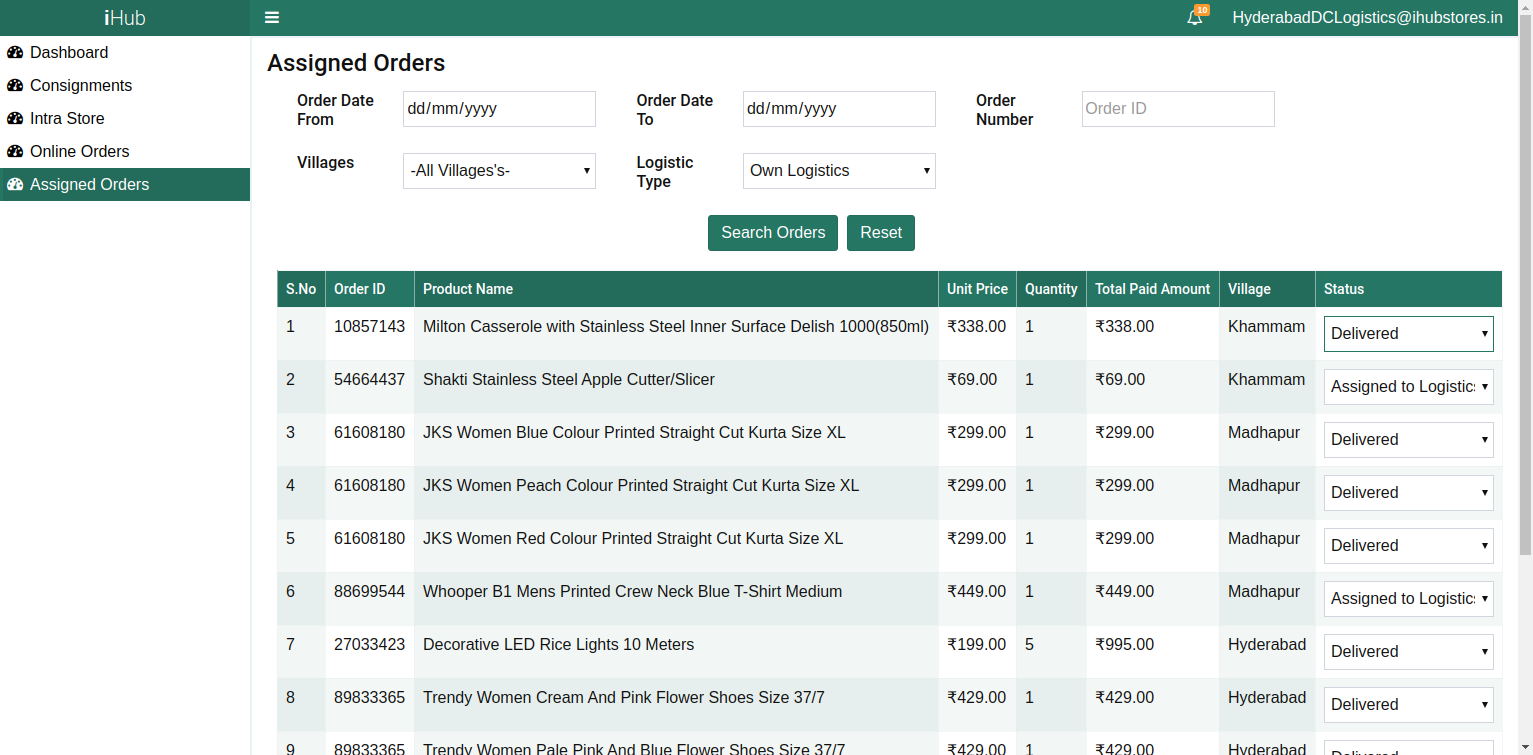 iHub
10 HyderabadDCLogistics@ihubstores.in
Dashboard
Consignments
Intra Store
Online Orders
Assigned Orders
Assigned Orders
Order Date From dd/mm/yyyy Order Date To dd/mm/yyyy Order Number Order ID
Villages -All Villages's- Logistic Type Own Logistics
Search Orders Reset
S.No Order ID Product Name Unit Price Quantity Total Paid Amount Village Status
1 10857143 Milton Casserole with Stainless Steel Inner Surface Delish 1000(850ml) ₹338.00 1 ₹338.00 Khammam Delivered
2 54664437 Shakti Stainless Steel Apple Cutter/Slicer ₹69.00 1 ₹69.00 Khammam Assigned to Logistics
3 61608180 JKS Women Blue Colour Printed Straight Cut Kurta Size XL ₹299.00 1 ₹299.00 Madhapur Delivered
4 61608180 JKS Women Peach Colour Printed Straight Cut Kurta Size XL ₹299.00 1 ₹299.00 Madhapur Delivered
5 61608180 JKS Women Red Colour Printed Straight Cut Kurta Size XL ₹299.00 1 ₹299.00 Madhapur Delivered
6 88699544 Whooper B1 Mens Printed Crew Neck Blue T-Shirt Medium ₹449.00 1 ₹449.00 Madhapur Assigned to Logistics
7 27033423 Decorative LED Rice Lights 10 Meters ₹199.00 5 ₹995.00 Hyderabad Delivered
8 89833365 Trendy Women Cream And Pink Flower Shoes Size 37/7 ₹429.00 1 ₹429.00 Hyderabad Delivered
9 89833365 Trendy Women Pale Pink And Blue Flower Shoes Size 37/7 ₹429.00 1 ₹429.00 Hyderabad Delivered